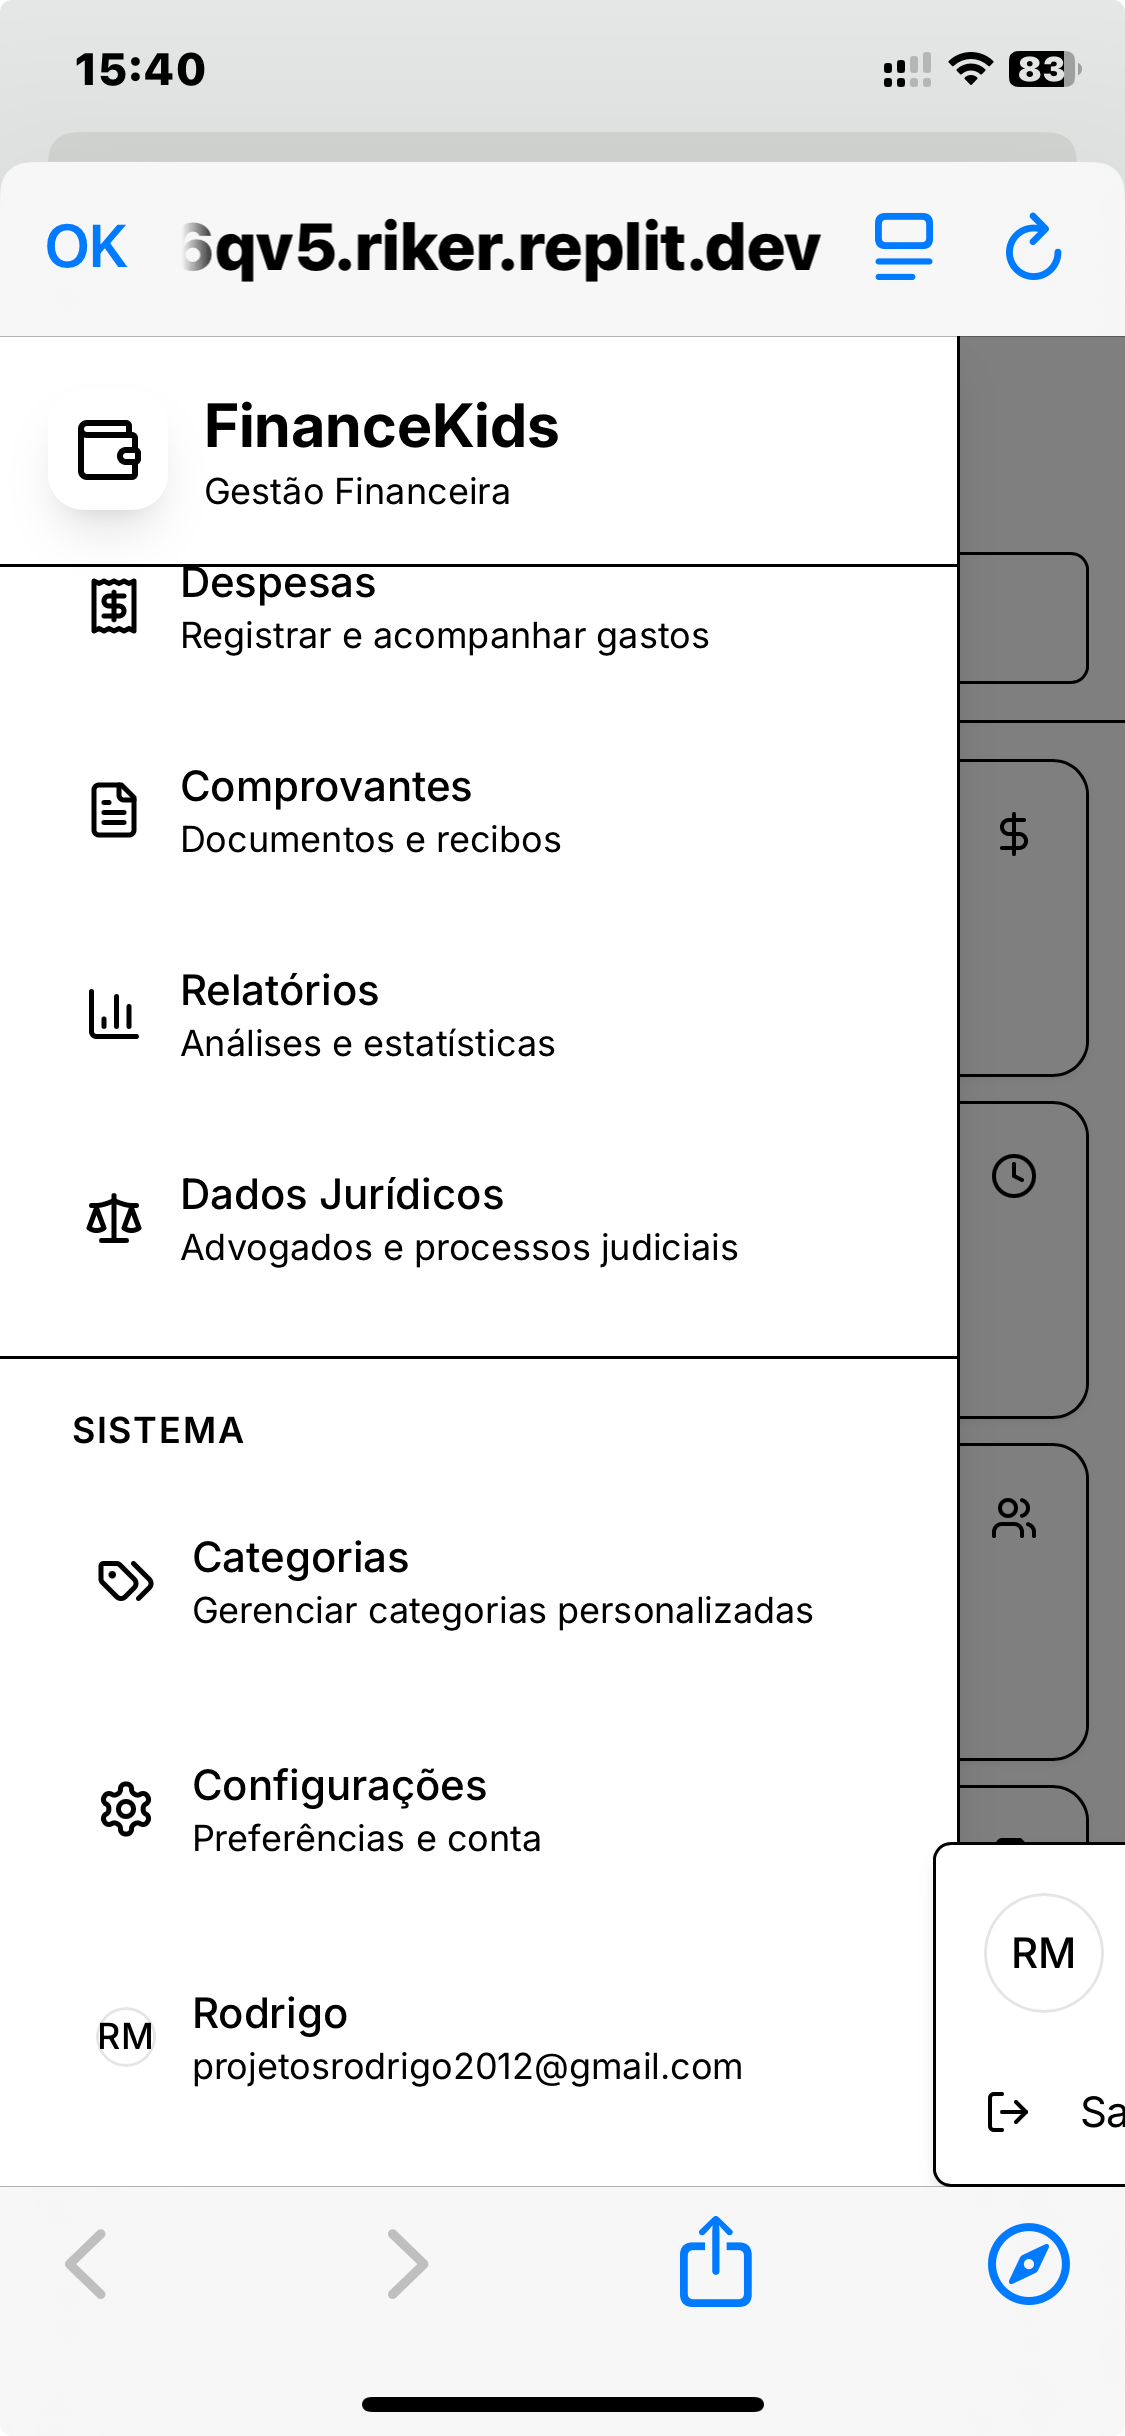 15:40
83
OK
6qv5.riker.replit.dev
FinanceKids
Gestão Financeira
Despesas
Registrar e acompanhar gastos
Comprovantes
Documentos e recibos
Relatórios
Análises e estatísticas
Dados Jurídicos
Advogados e processos judiciais
SISTEMA
Categorias
Gerenciar categorias personalizadas
Configurações
Preferências e conta
RM
Rodrigo
projetosrodrigo2012@gmail.com
RM
Sa